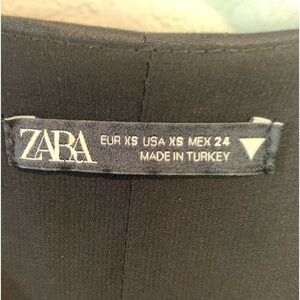 ZARA
EUR XS USA XS MEX 24
MADE IN TURKEY